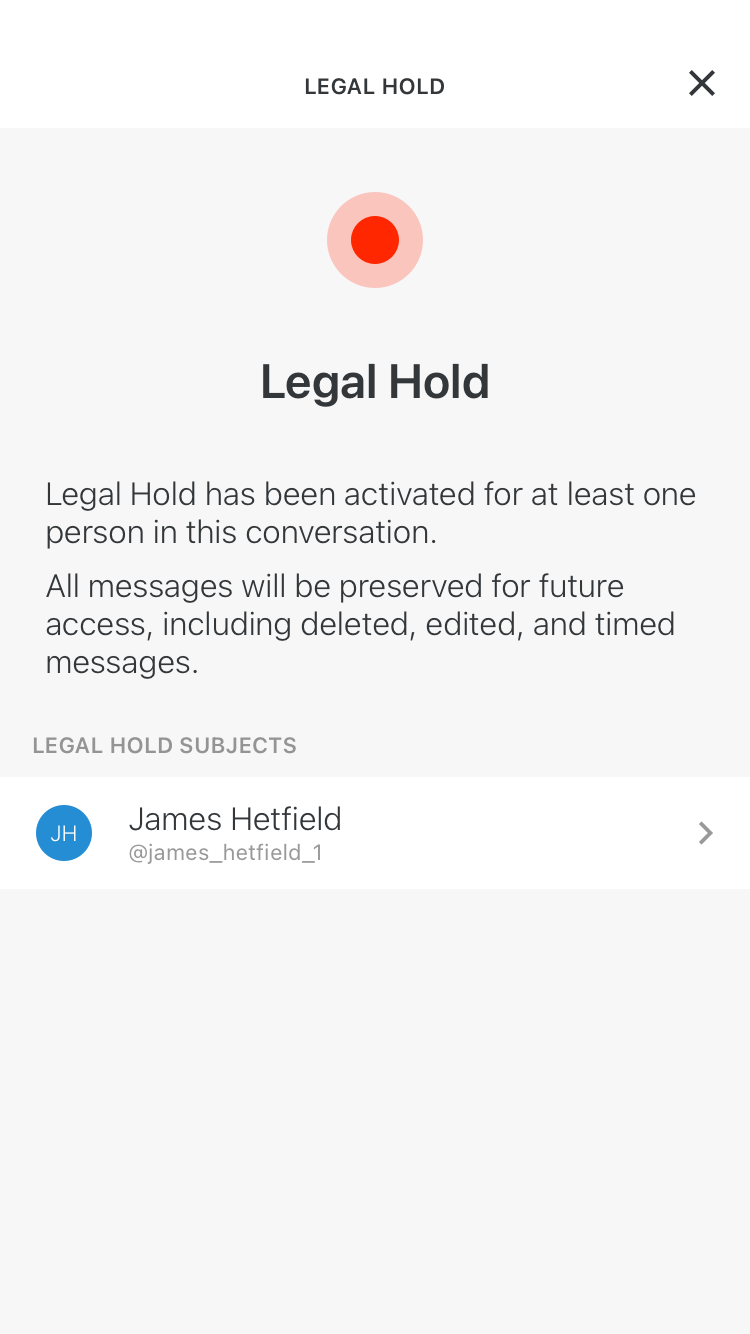 LEGAL HOLD
Legal Hold
Legal Hold has been activated for at least one
person in this conversation.
All messages will be preserved for future
access, including deleted, edited, and timed
messages.
LEGAL HOLD SUBJECTS
JH
James Hetfield
@james_hetfield_1